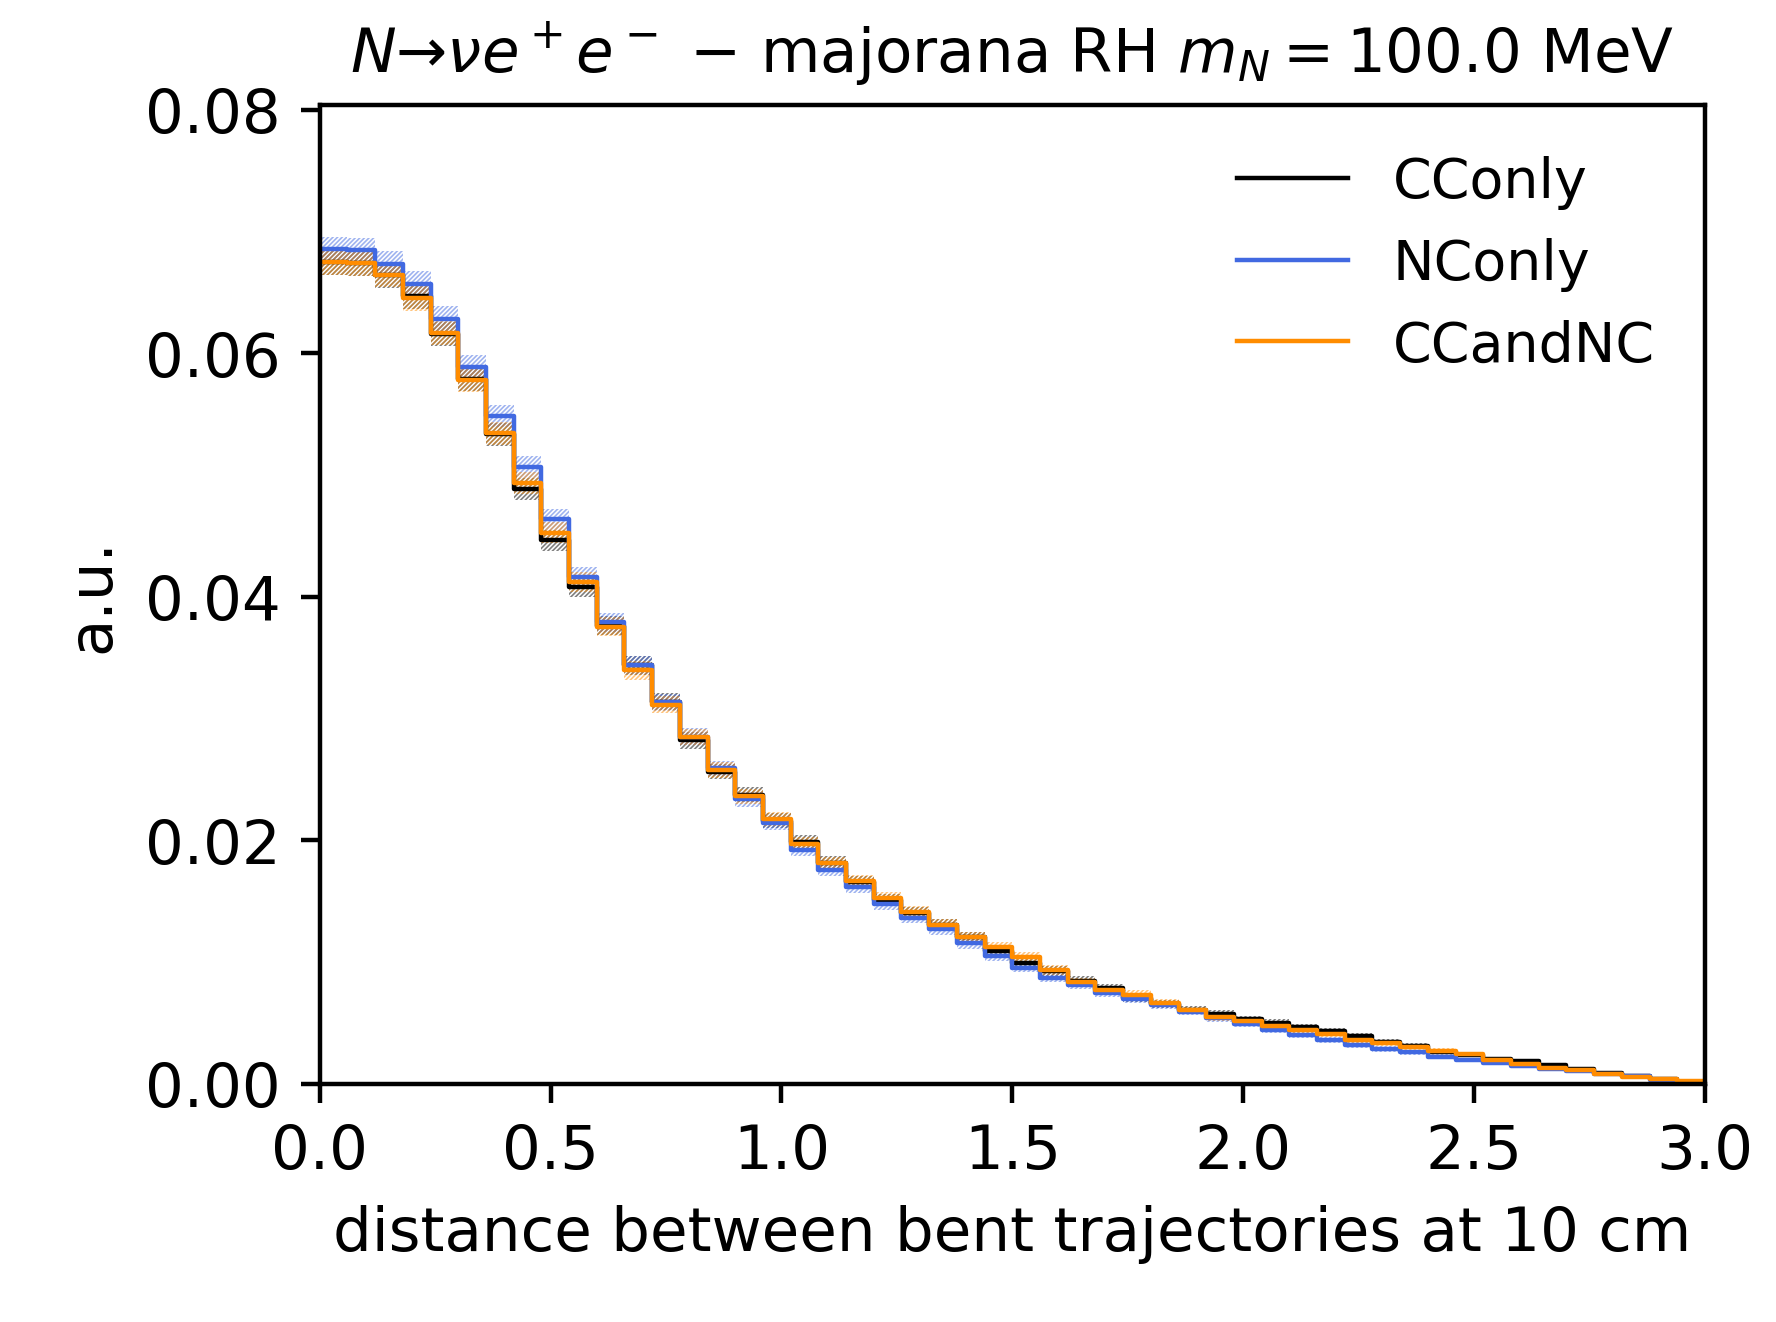 N→νe⁺e⁻ − majorana RH m_N = 100.0 MeV
0.08
0.06
0.04
0.02
0.00
a.u.
CConly
NConly
CCandNC
0.0 0.5 1.0 1.5 2.0 2.5 3.0
distance between bent trajectories at 10 cm